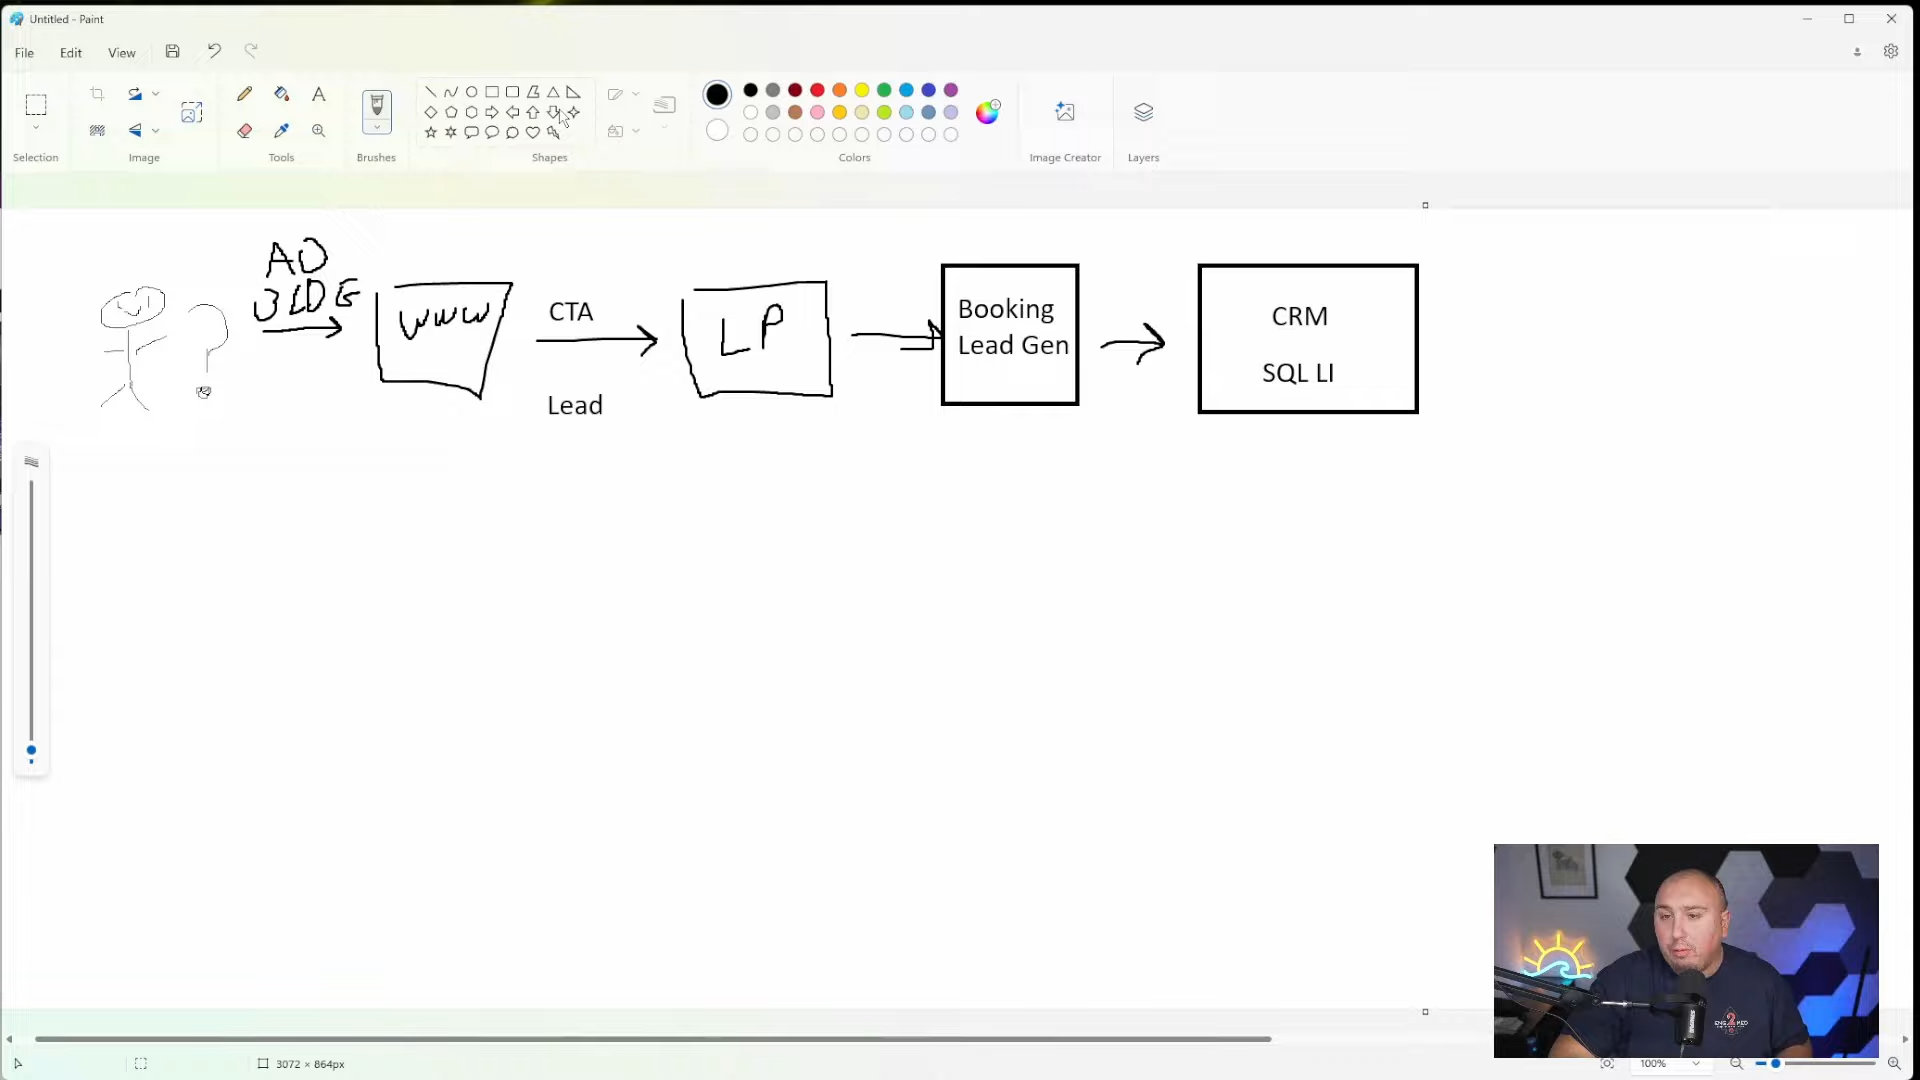 Untitled - Paint
File Edit View
Selection
Image
Tools
Brushes
Shapes
Colors
Image Creator
Layers
AD
WWW
CTA
Lead
LP
Booking
Lead Gen
CRM
SQL LI
3072 × 864px
100%